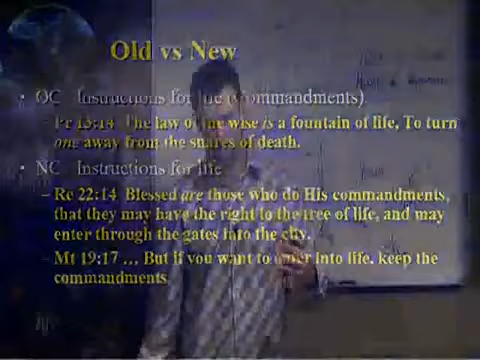 Old vs New
• OC Instructions for life (commandments)
– Pr 13:14 The law of the wise is a fountain of life, To turn
one away from the snares of death.
• NC Instructions for life
– Re 22:14 Blessed are those who do His commandments,
that they may have the right to the tree of life, and may
enter through the gates into the city.
– Mt 19:17 … But if you want to enter into life, keep the
commandments.